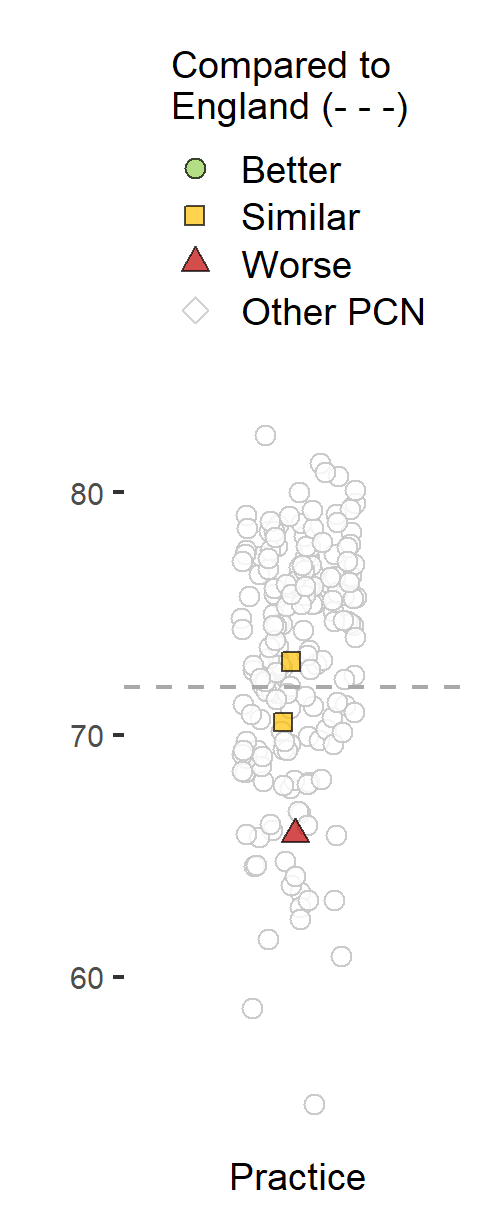 Compared to
England (- - -)
Better
Similar
Worse
Other PCN
80
70
60
Practice